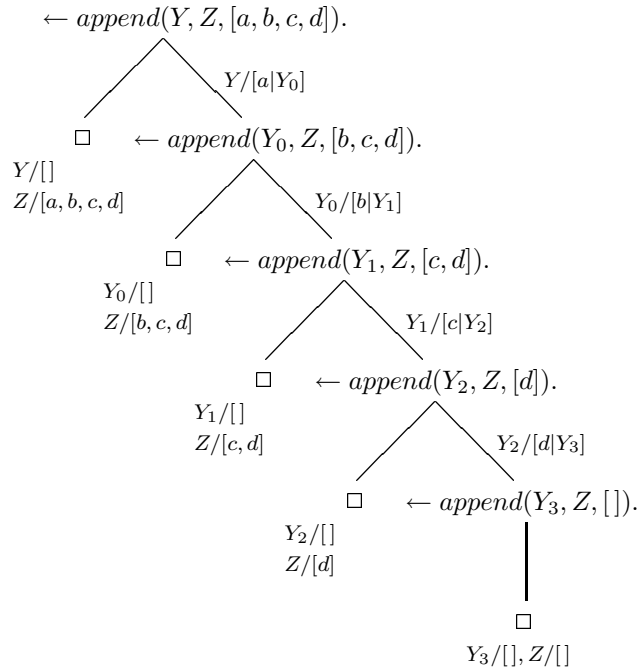 ← append(Y, Z, [a, b, c, d]).
Y/[a|Y₀]
□ ← append(Y₀, Z, [b, c, d]).
Y/[ ]
Z/[a, b, c, d]
Y₀/[b|Y₁]
□ ← append(Y₁, Z, [c, d]).
Y₀/[ ]
Z/[b, c, d]
Y₁/[c|Y₂]
□ ← append(Y₂, Z, [d]).
Y₁/[ ]
Z/[c, d]
Y₂/[d|Y₃]
□ ← append(Y₃, Z, [ ]).
Y₂/[ ]
Z/[d]
□
Y₃/[ ], Z/[ ]